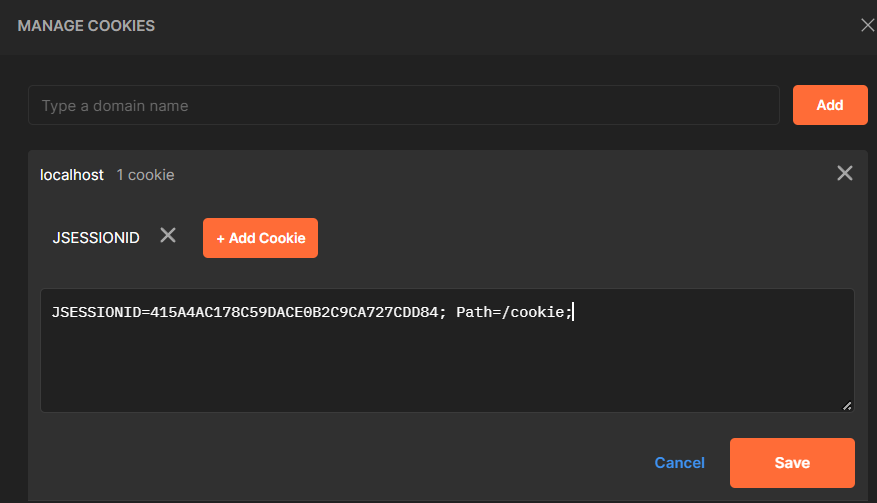 MANAGE COOKIES
Type a domain name
Add
localhost 1 cookie
JSESSIONID
+ Add Cookie
JSESSIONID=415A4AC178C59DACE0B2C9CA727CDD84; Path=/cookie;
Cancel
Save